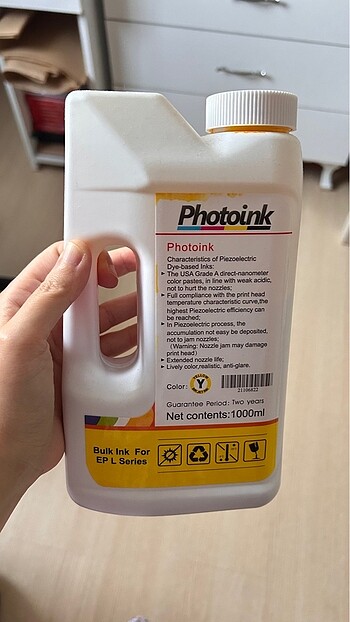 Photoink
Photoink
Characteristics of Piezoelectric
Dye-based Inks:
The USA Grade A direct-nanometer
color pastes, in line with weak acidic,
not to hurt the nozzles;
Full compliance with the print head
temperature characteristic curve,the
highest Piezoelectric efficiency can
be reached;
In Piezoelectric process, the
accumulation not easy be deposited,
not to jam nozzles;
(Warning: Nozzle jam may damage
print head)
Extended nozzle life;
Lively color,realistic, anti-glare.
Color: Y
21106822
Guarantee Period: Two years
Net contents:1000ml
Bulk Ink For
EP L Series